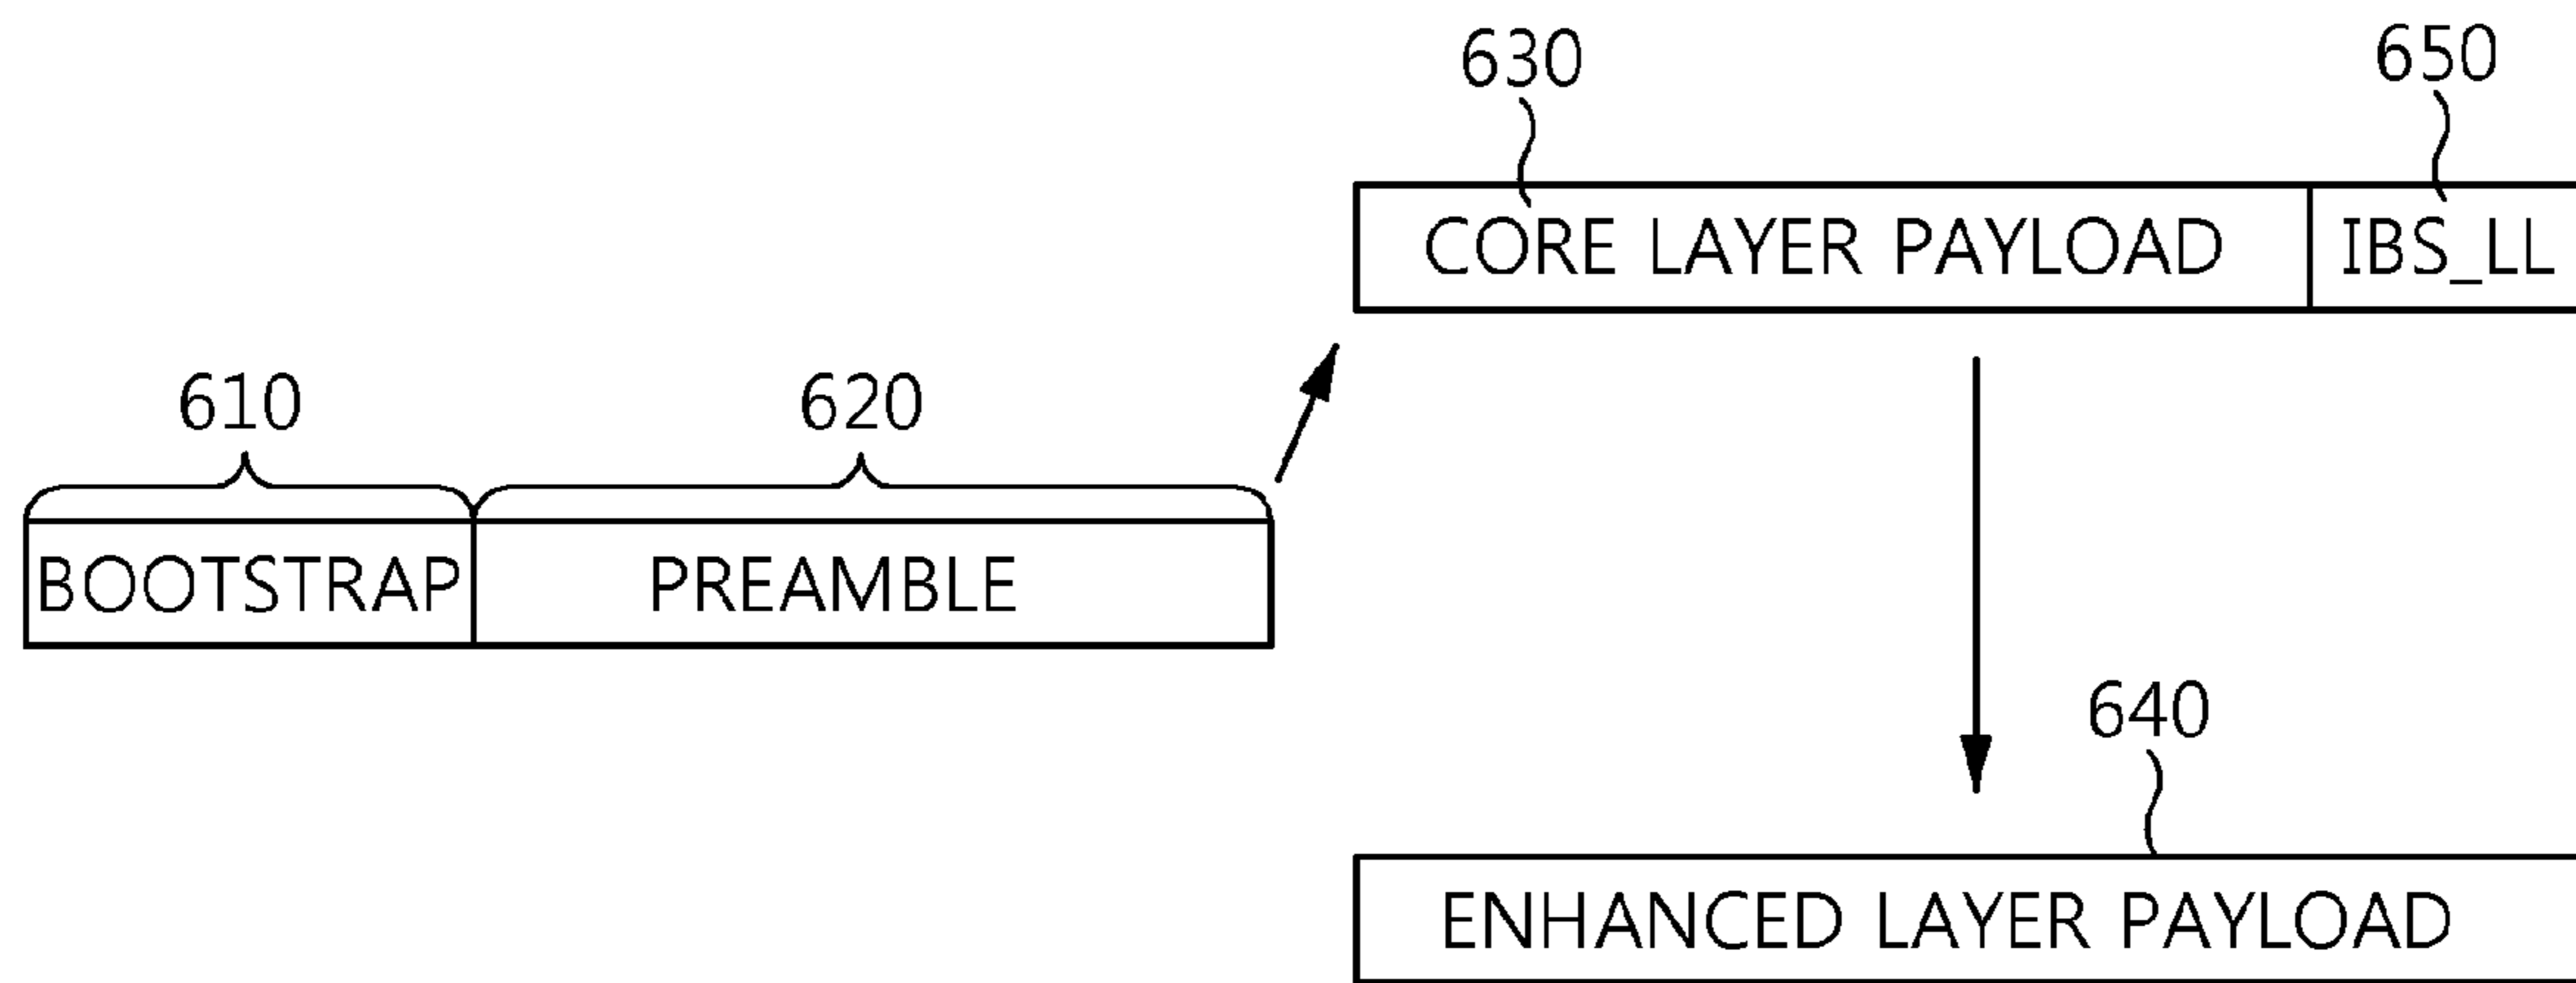 630
650
CORE LAYER PAYLOAD
IBS_LL
610
620
BOOTSTRAP
PREAMBLE
640
ENHANCED LAYER PAYLOAD